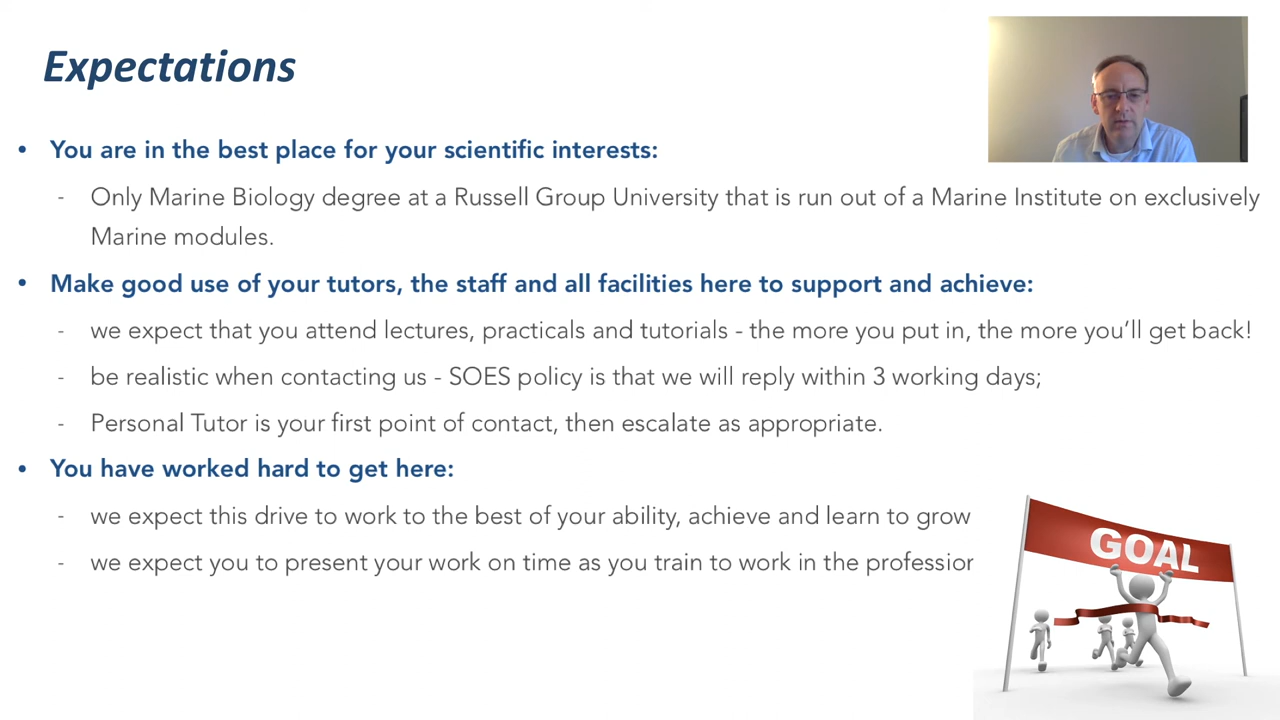 Expectations
• You are in the best place for your scientific interests:
- Only Marine Biology degree at a Russell Group University that is run out of a Marine Institute on exclusively
Marine modules.
• Make good use of your tutors, the staff and all facilities here to support and achieve:
- we expect that you attend lectures, practicals and tutorials - the more you put in, the more you’ll get back!
- be realistic when contacting us - SOES policy is that we will reply within 3 working days;
- Personal Tutor is your first point of contact, then escalate as appropriate.
• You have worked hard to get here:
- we expect this drive to work to the best of your ability, achieve and learn to grow
- we expect you to present your work on time as you train to work in the
GOAL